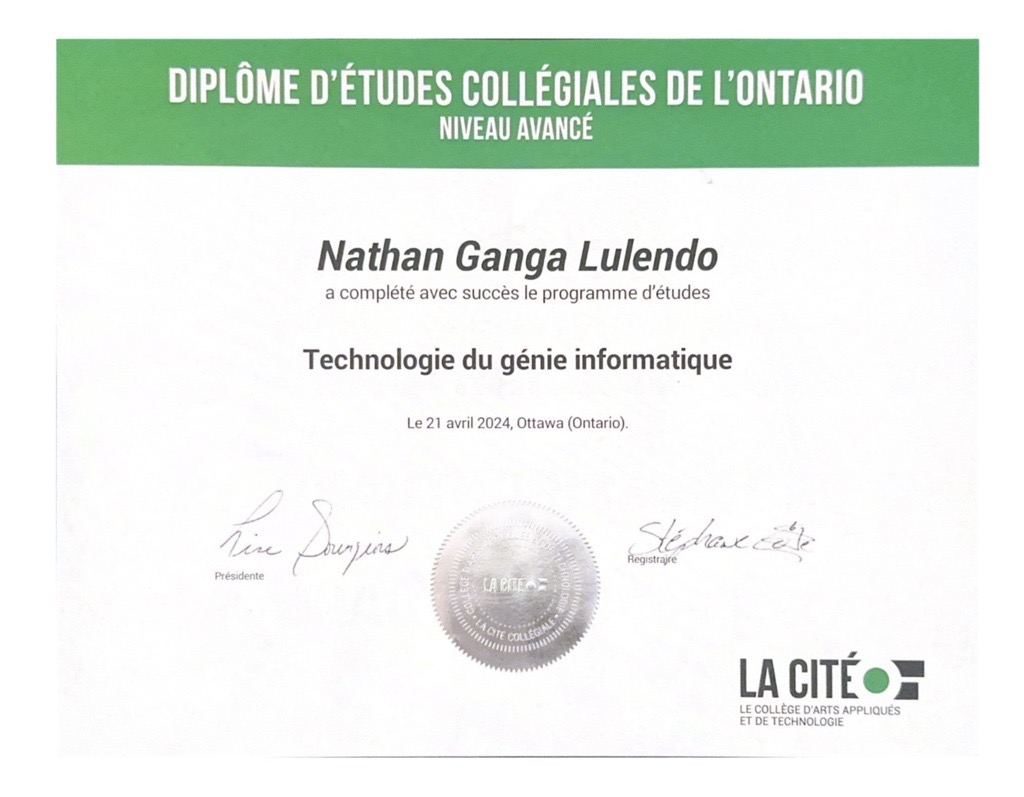 DIPLÔME D'ÉTUDES COLLÉGIALES DE L'ONTARIO
NIVEAU AVANCÉ
Nathan Ganga Lulendo
a complété avec succès le programme d'études
Technologie du génie informatique
Le 21 avril 2024, Ottawa (Ontario).
Lise Bourgeois
Présidente
Stéphane Côté
Registraire
LA CITÉ
LA CITÉ COLLÉGIALE
LA CITÉ
LE COLLÈGE D'ARTS APPLIQUÉS
ET DE TECHNOLOGIE